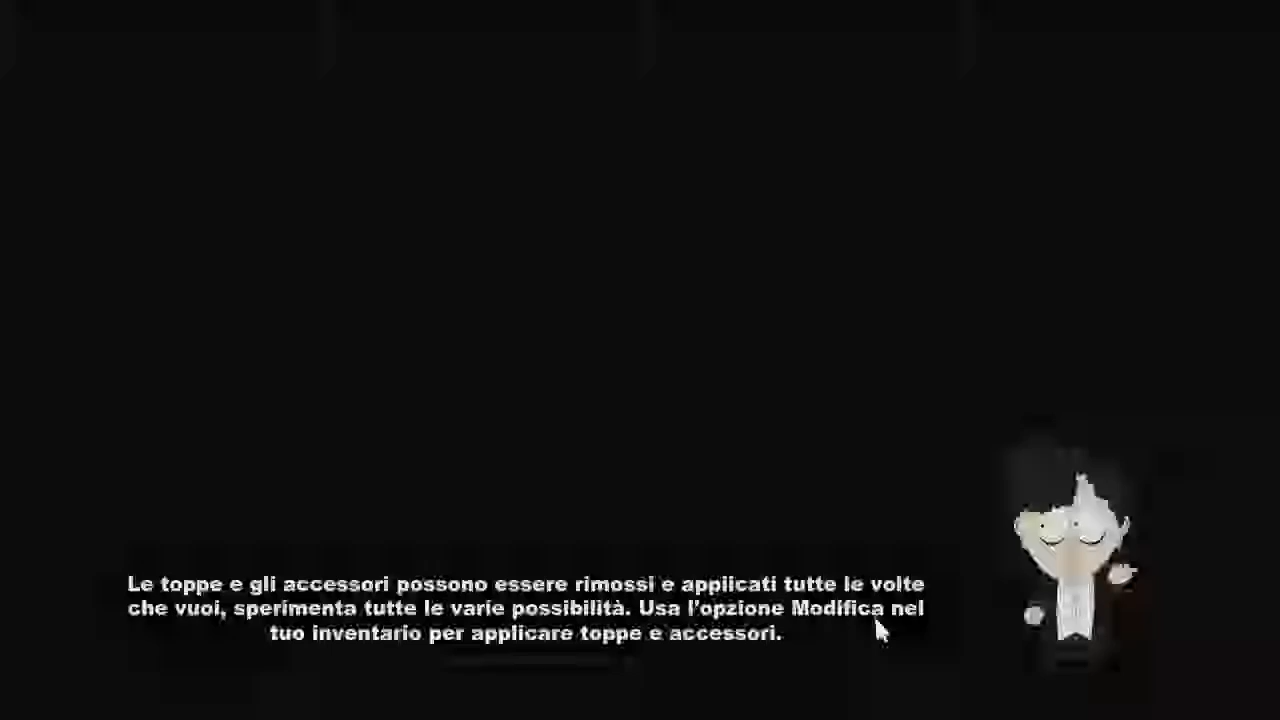 Le toppe e gli accessori possono essere rimossi e applicati tutte le volte
che vuoi, sperimenta tutte le varie possibilità. Usa l'opzione Modifica nel
tuo inventario per applicare toppe e accessori.